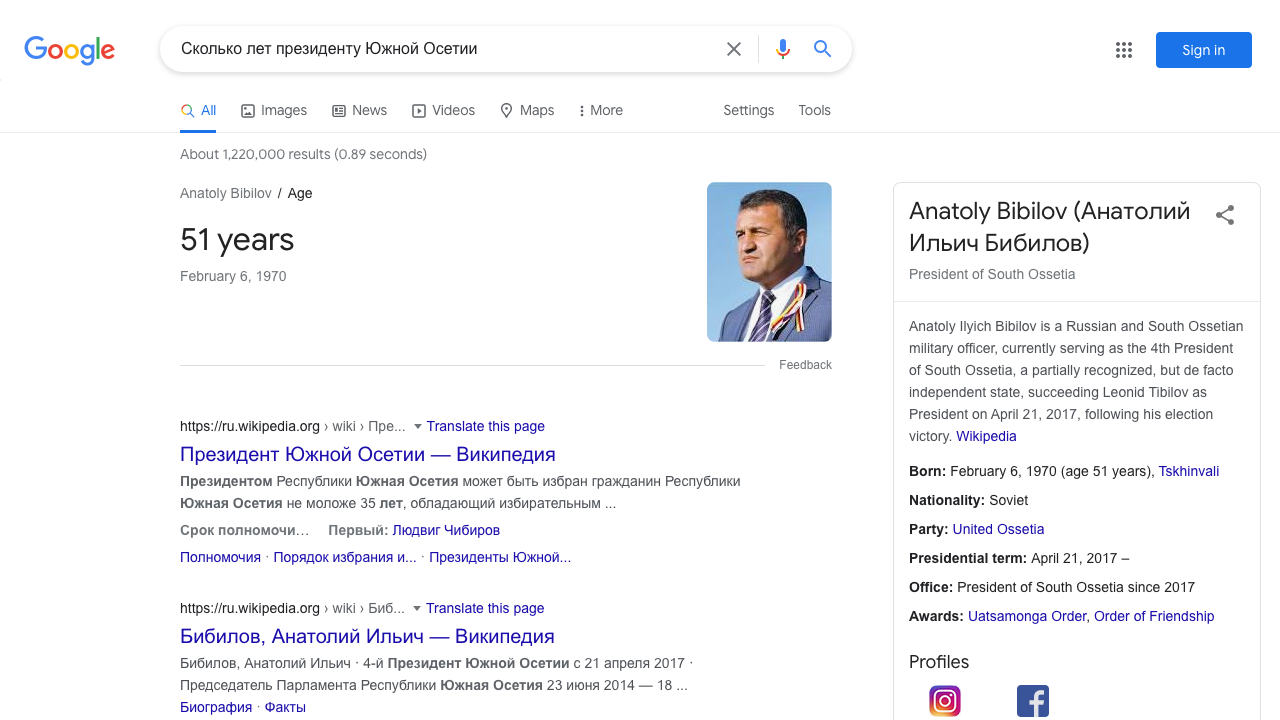 Google
Сколько лет президенту Южной Осетии
Sign in
All
Images
News
Videos
Maps
More
Settings
Tools
About 1,220,000 results (0.89 seconds)
Anatoly Bibilov / Age
51 years
February 6, 1970
Feedback
https://ru.wikipedia.org › wiki › Пре... Translate this page
Президент Южной Осетии — Википедия
Президентом Республики Южная Осетия может быть избран гражданин Республики
Южная Осетия не моложе 35 лет, обладающий избирательным ...
Срок полномочи… Первый: Людвиг Чибиров
Полномочия · Порядок избрания и... · Президенты Южной...
https://ru.wikipedia.org › wiki › Биб... Translate this page
Бибилов, Анатолий Ильич — Википедия
Бибилов, Анатолий Ильич · 4-й Президент Южной Осетии с 21 апреля 2017 ·
Председатель Парламента Республики Южная Осетия 23 июня 2014 — 18 ...
Биография · Факты
Anatoly Bibilov (Анатолий
Ильич Бибилов)
President of South Ossetia
Anatoly Ilyich Bibilov is a Russian and South Ossetian
military officer, currently serving as the 4th President
of South Ossetia, a partially recognized, but de facto
independent state, succeeding Leonid Tibilov as
President on April 21, 2017, following his election
victory. Wikipedia
Born: February 6, 1970 (age 51 years), Tskhinvali
Nationality: Soviet
Party: United Ossetia
Presidential term: April 21, 2017 –
Office: President of South Ossetia since 2017
Awards: Uatsamonga Order, Order of Friendship
Profiles